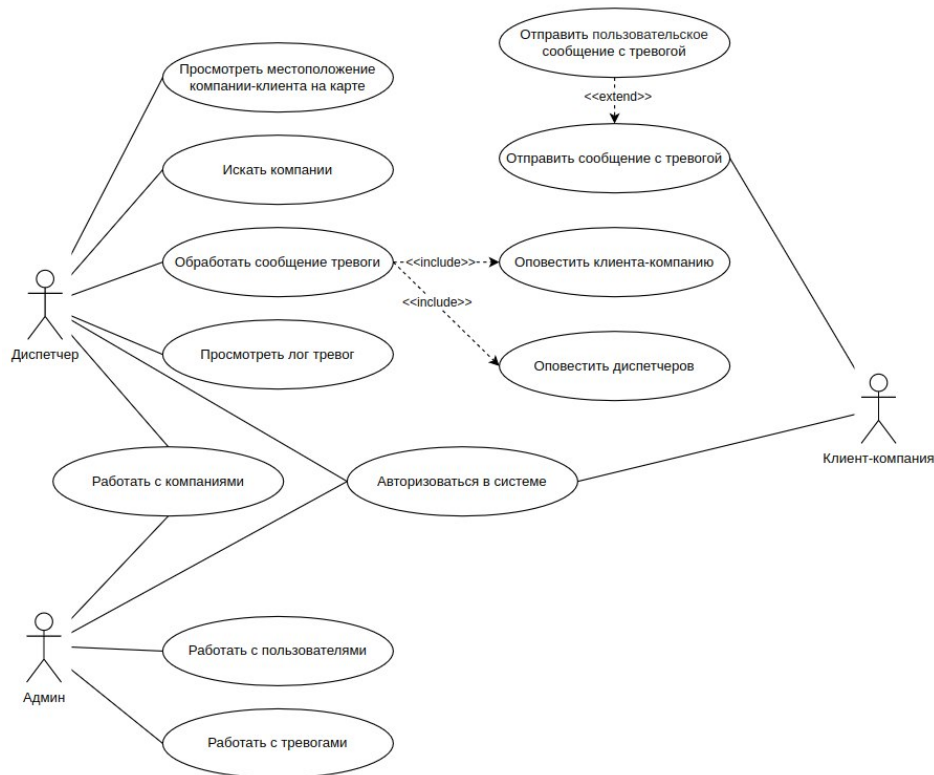 Отправить пользовательское
сообщение с тревогой
Просмотреть местоположение
компании-клиента на карте
<<extend>>
Искать компании
Отправить сообщение с тревогой
Обработать сообщение тревоги
<<include>>
Оповестить клиента-компанию
<<include>>
Диспетчер
Просмотреть лог тревог
Оповестить диспетчеров
Клиент-компания
Работать с компаниями
Авторизоваться в системе
Работать с пользователями
Админ
Работать с тревогами